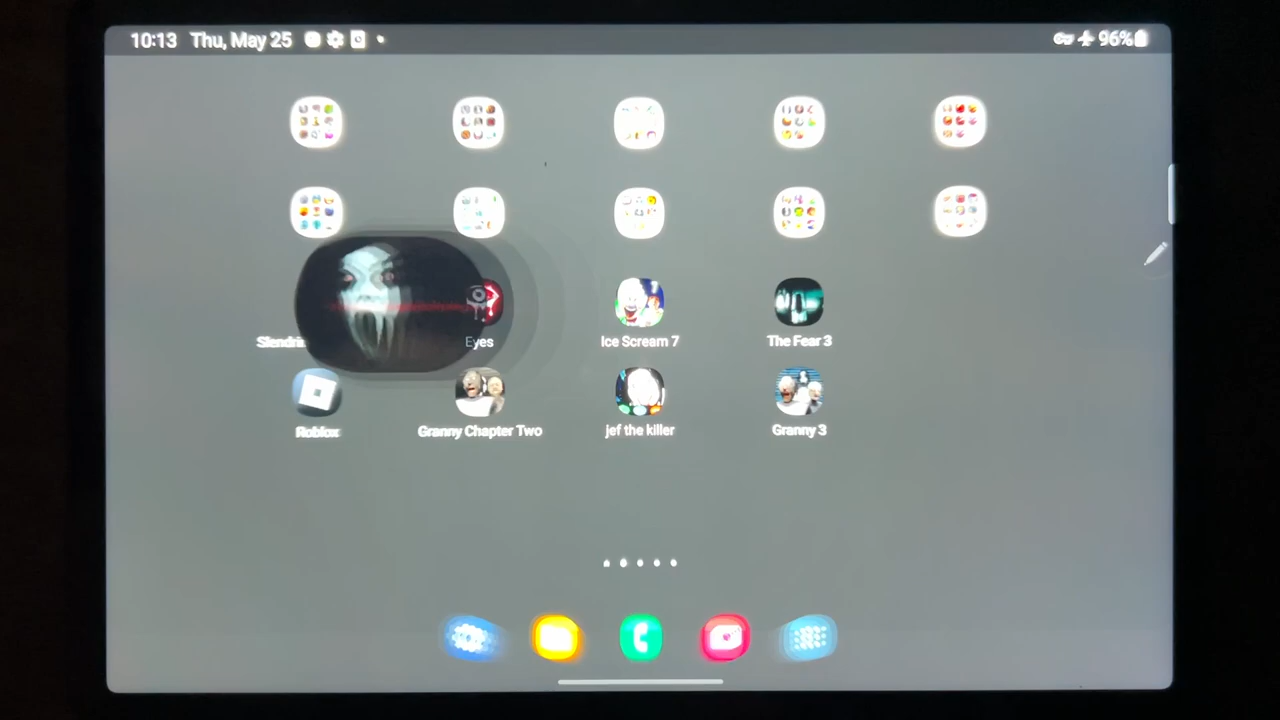 10:13 Thu, May 25 96%
Eyes
Ice Scream 7
The Fear 3
Roblox
Granny Chapter Two
jef the killer
Granny 3